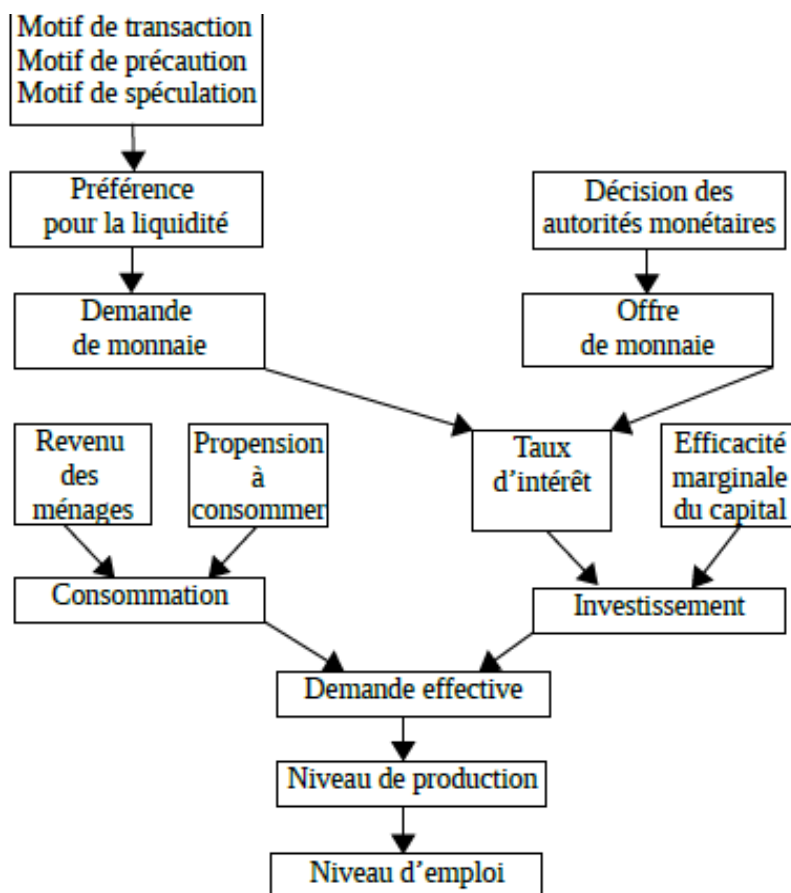 Motif de transaction
Motif de précaution
Motif de spéculation
Préférence
pour la liquidité
Décision des
autorités monétaires
Demande
de monnaie
Offre
de monnaie
Revenu
des
ménages
Propension
à
consommer
Taux
d'intérêt
Efficacité
marginale
du capital
Consommation
Investissement
Demande effective
Niveau de production
Niveau d'emploi